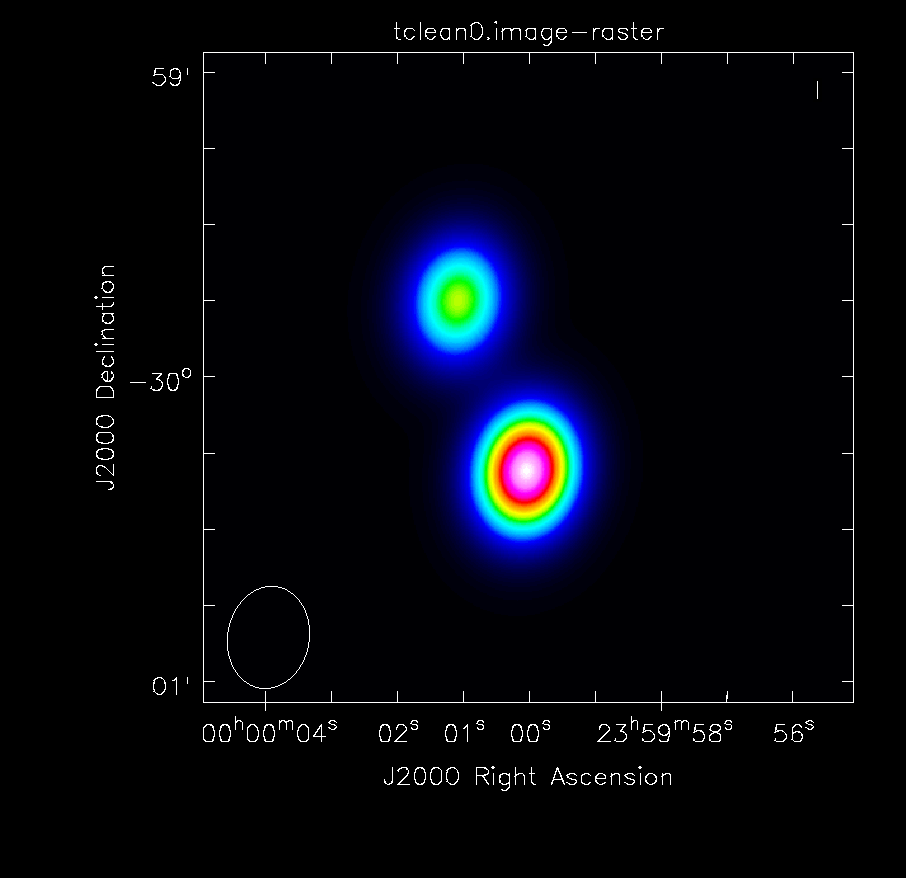 tclean0.image-raster
59'
J2000 Declination
-30°
01'
00ʰ00ᵐ04ˢ 02ˢ 01ˢ 00ˢ 23ʰ59ᵐ58ˢ 56ˢ
J2000 Right Ascension